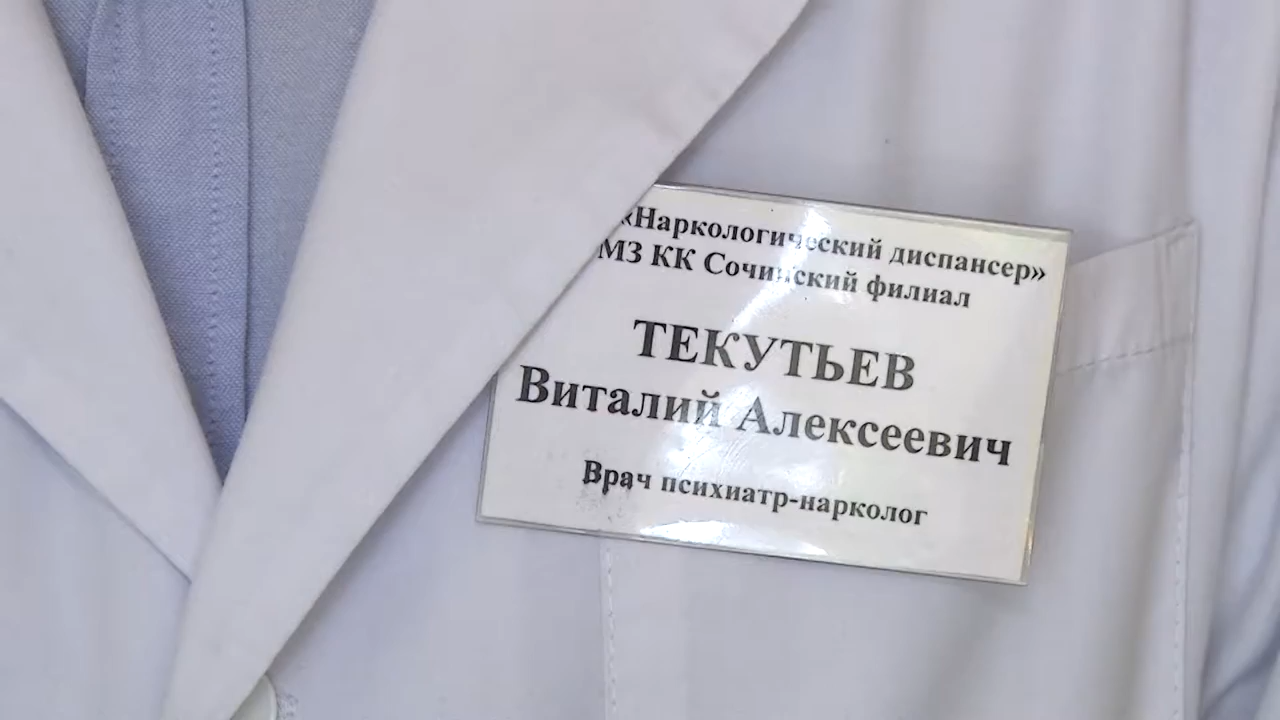 «Наркологический диспансер»
МЗ КК Сочинский филиал
ТЕКУТЬЕВ
Виталий Алексеевич
Врач психиатр-нарколог